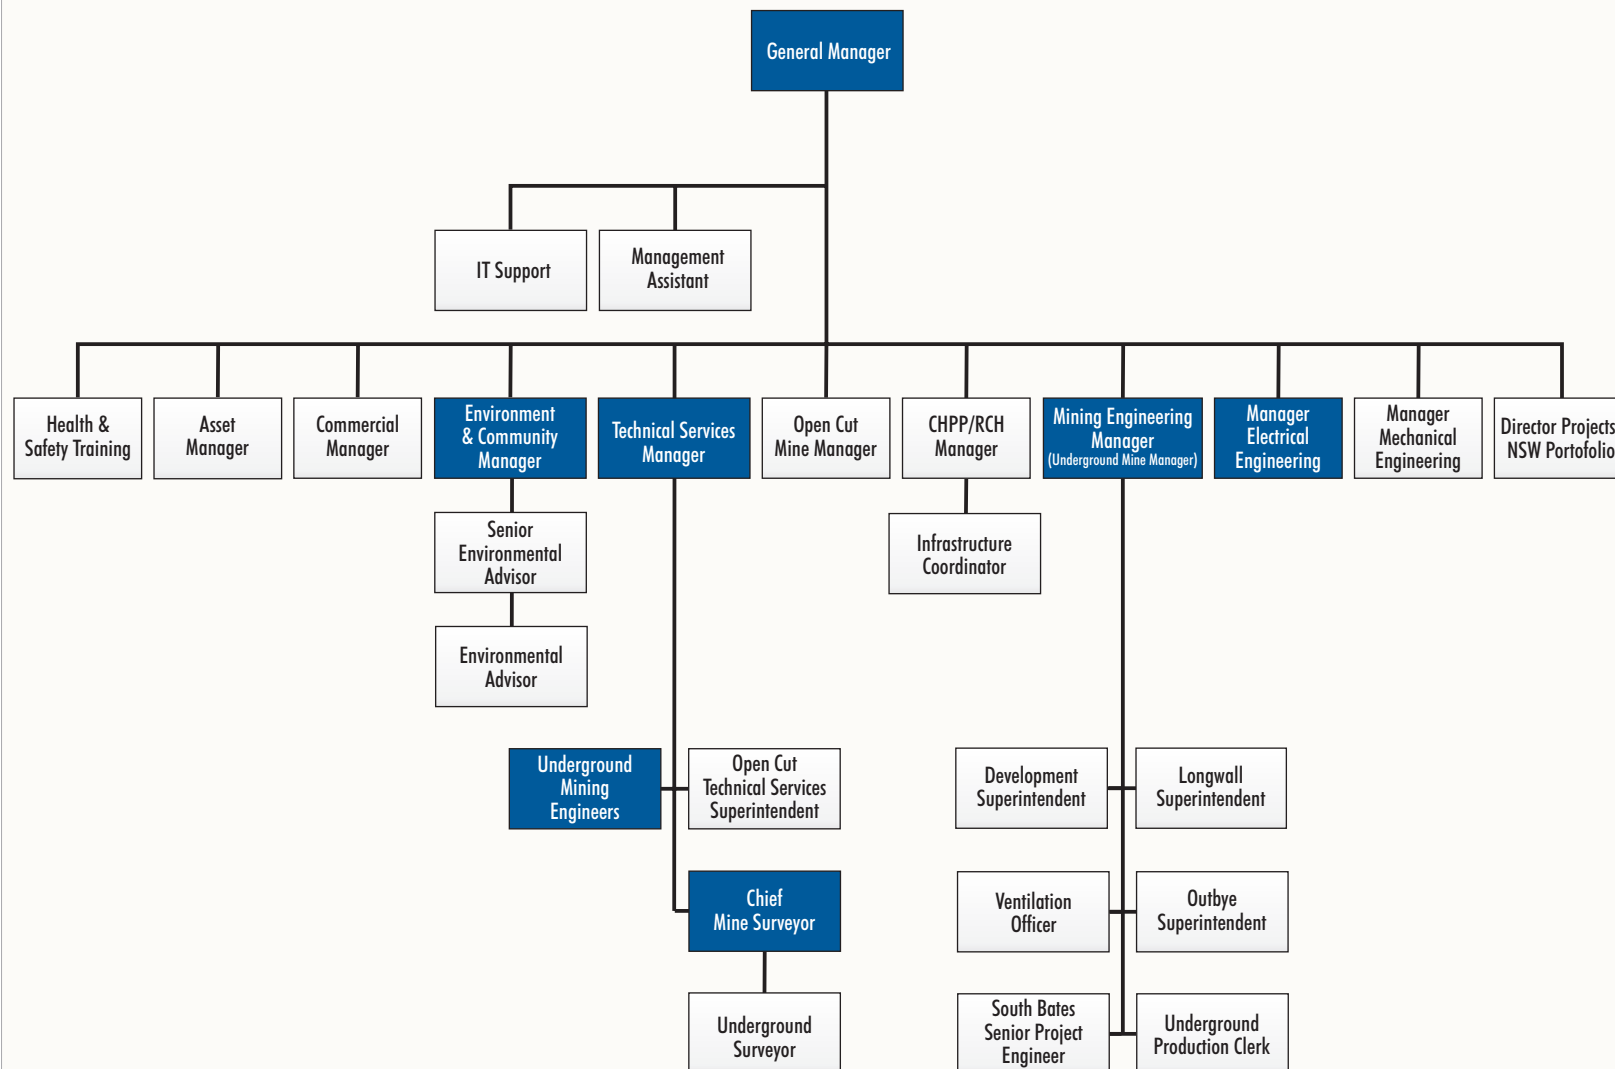 General Manager
IT Support
Management
Assistant
Health &
Safety Training
Asset
Manager
Commercial
Manager
Environment
& Community
Manager
Technical Services
Manager
Open Cut
Mine Manager
CHPP/RCH
Manager
Mining Engineering
Manager
(Underground Mine Manager)
Manager
Electrical
Engineering
Manager
Mechanical
Engineering
Director Projects
NSW Portofolio
Senior
Environmental
Advisor
Infrastructure
Coordinator
Environmental
Advisor
Underground
Mining
Engineers
Open Cut
Technical Services
Superintendent
Development
Superintendent
Longwall
Superintendent
Chief
Mine Surveyor
Ventilation
Officer
Outbye
Superintendent
Underground
Surveyor
South Bates
Senior Project
Engineer
Underground
Production Clerk